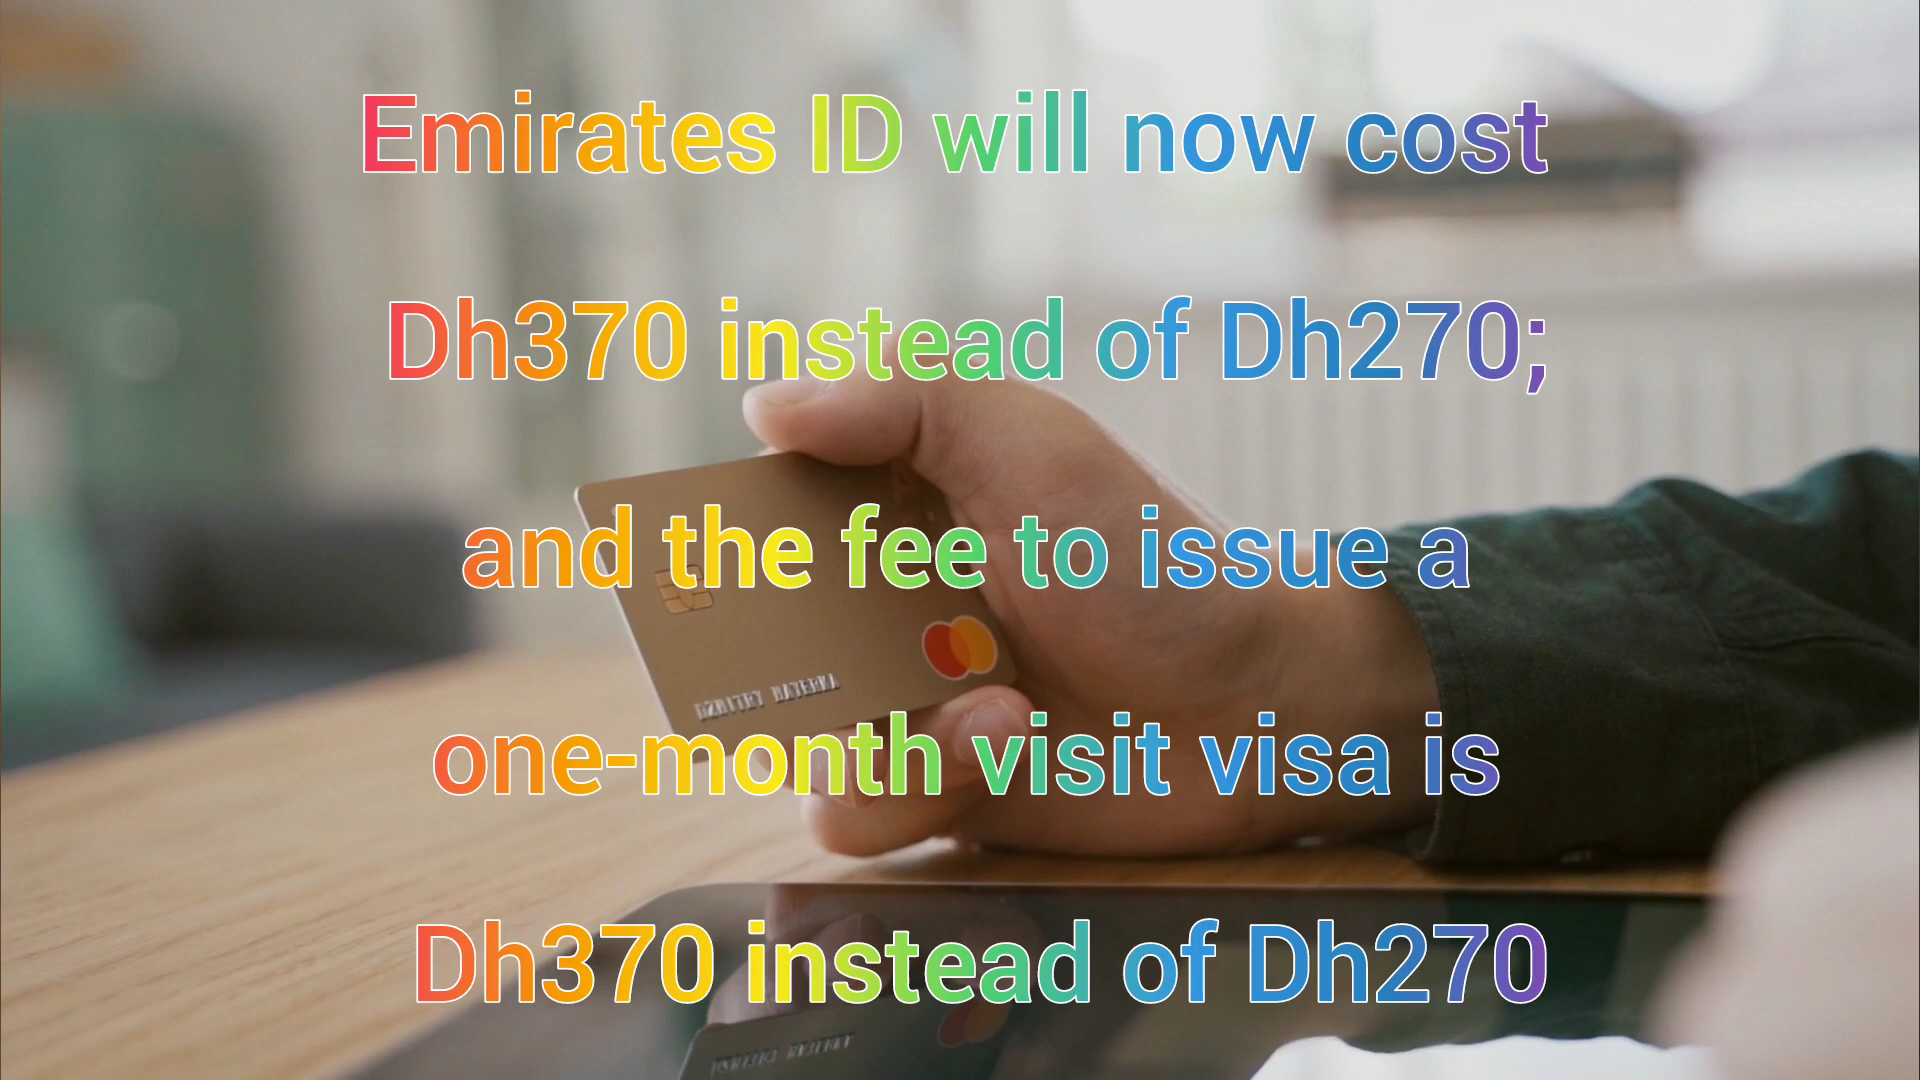 Emirates ID will now cost
Dh370 instead of Dh270;
and the fee to issue a
one-month visit visa is
Dh370 instead of Dh270